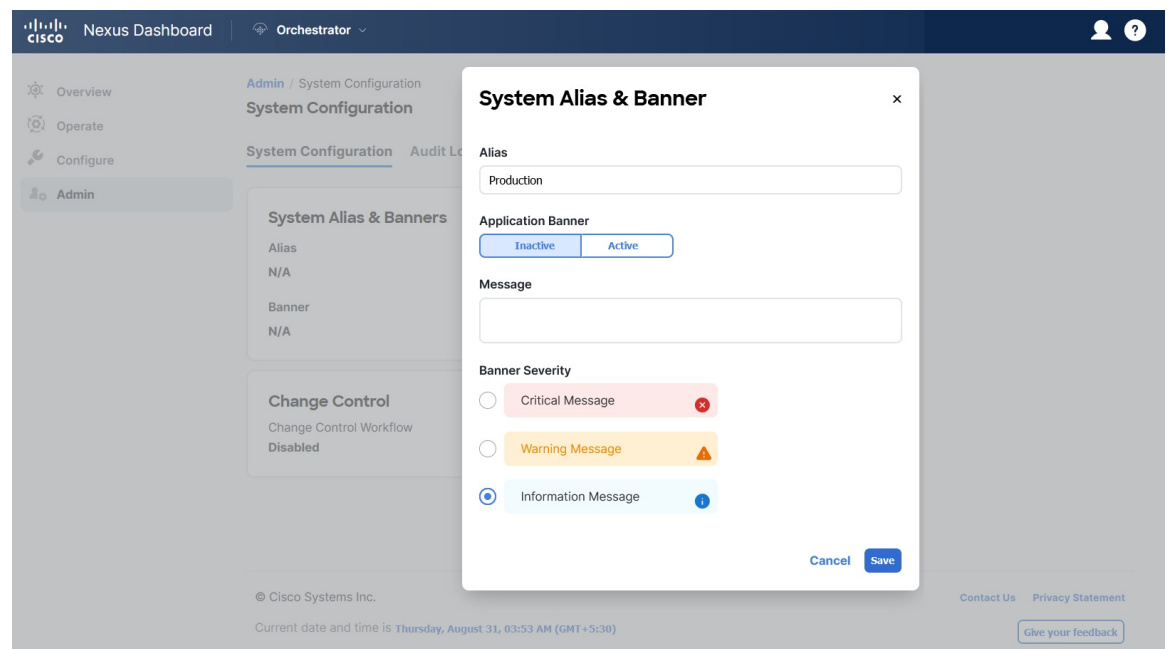 CISCO Nexus Dashboard Orchestrator ?
Overview
Operate
Configure
Admin
Admin / System Configuration
System Configuration
System Configuration Audit Lo
System Alias & Banners
Alias
N/A
Banner
N/A
Change Control
Change Control Workflow
Disabled
System Alias & Banner ×
Alias
Production
Application Banner
Inactive Active
Message
Banner Severity
Critical Message
Warning Message
Information Message
Cancel Save
© Cisco Systems Inc.
Contact Us Privacy Statement
Current date and time is Thursday, August 31, 03:53 AM (GMT+5:30)
Give your feedback